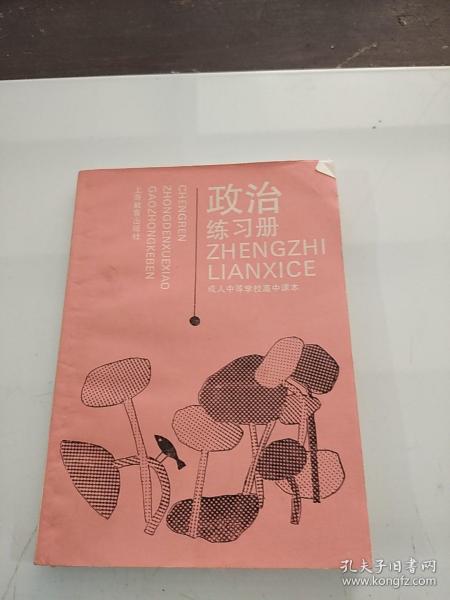 政治
练习册
ZHENGZHI
LIANXICE
成人中等学校高中课本
CHENGREN
ZHONGDENXUEXIAO
GAOZHONGKEBEN
上海教育出版社
孔夫子旧书网
www.kongfz.com